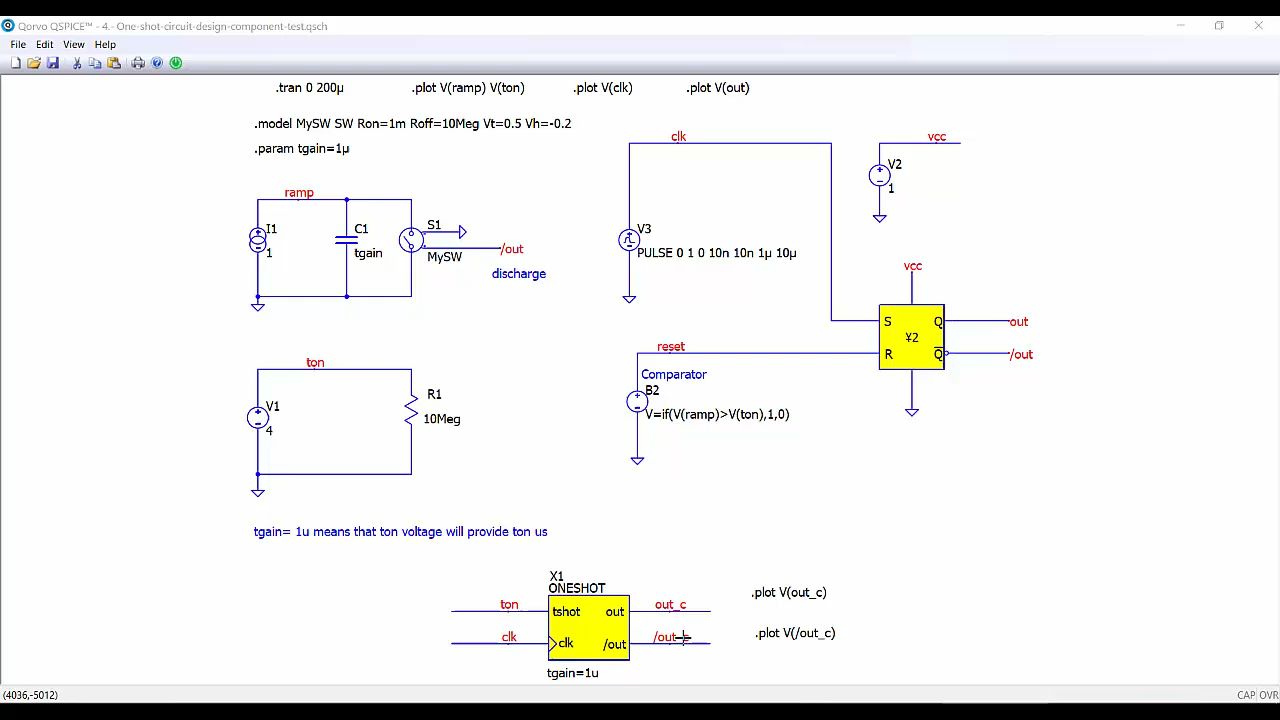 Qorvo QSPICE™ - 4.- One-shot-circuit-design-component-test.qsch
File Edit View Help
.tran 0 200µ .plot V(ramp) V(ton) .plot V(clk) .plot V(out)
.model MySW SW Ron=1m Roff=10Meg Vt=0.5 Vh=-0.2
.param tgain=1µ
clk
vcc
V2
1
ramp
I1
1
C1
tgain
S1
MySW
/out
discharge
V3
PULSE 0 1 0 10n 10n 1µ 10µ
vcc
S Q
¥2
R Q
out
/out
reset
Comparator
B2
V=if(V(ramp)>V(ton),1,0)
ton
V1
4
R1
10Meg
tgain= 1u means that ton voltage will provide ton us
X1
ONESHOT
ton tshot out out_c
clk clk /out /out_c
tgain=1u
.plot V(out_c)
.plot V(/out_c)
(4036,-5012) CAP OVR